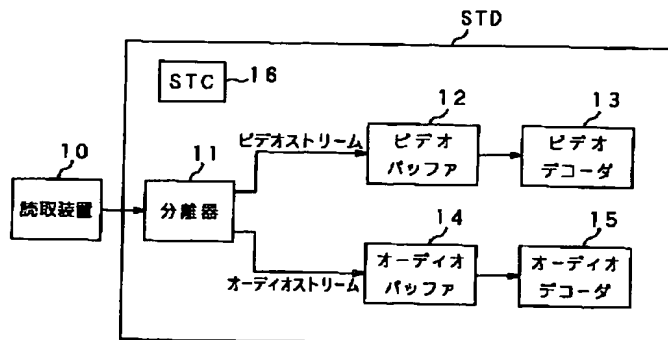 STD
STC
16
12
13
ビデオストリーム
ビデオ
バッファ
ビデオ
デコーダ
10
11
読取装置
分離器
14
15
オーディオストリーム
オーディオ
バッファ
オーディオ
デコーダ